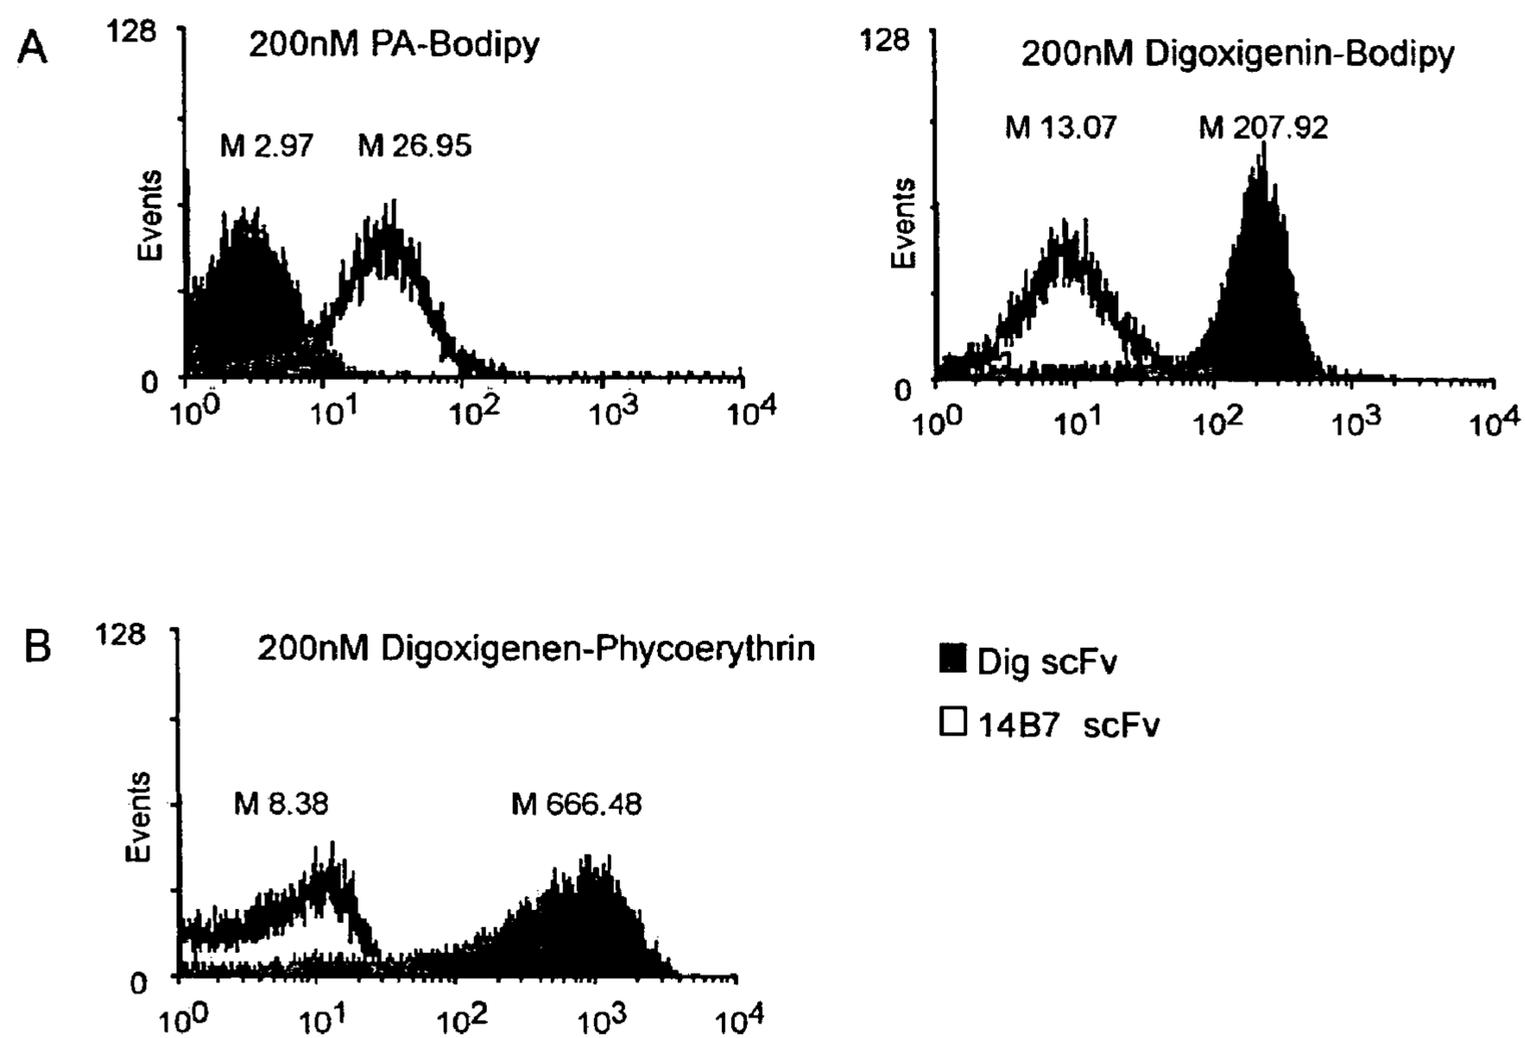 A
128
200nM PA-Bodipy
M 2.97 M 26.95
Events
0
10⁰ 10¹ 10² 10³ 10⁴
128
200nM Digoxigenin-Bodipy
M 13.07 M 207.92
Events
0
10⁰ 10¹ 10² 10³ 10⁴
B
128
200nM Digoxigenen-Phycoerythrin
M 8.38 M 666.48
Events
0
10⁰ 10¹ 10² 10³ 10⁴
Dig scFv
14B7 scFv